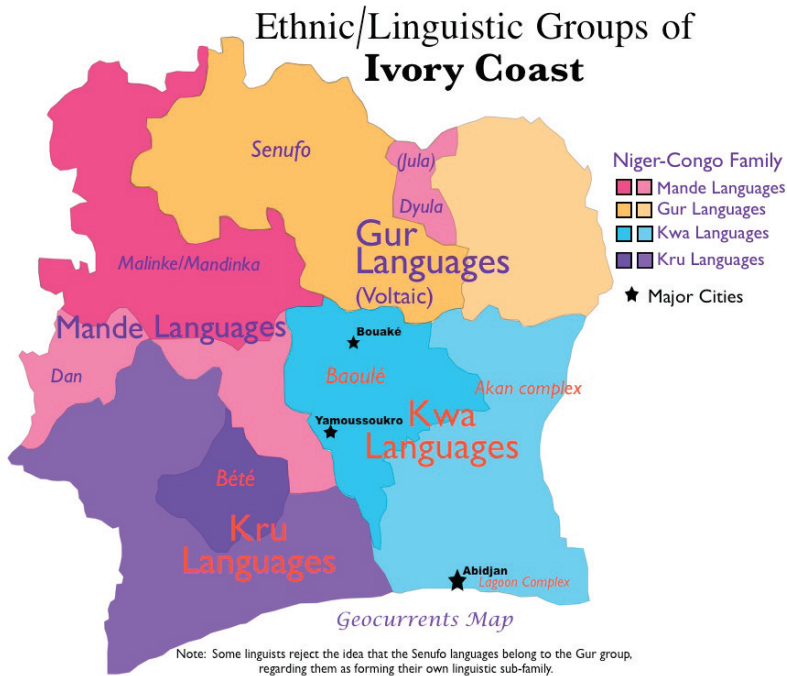 Ethnic/Linguistic Groups of
Ivory Coast
Senufo
(Jula)
Dyula
Niger-Congo Family
Mande Languages
Gur Languages
Kwa Languages
Kru Languages
Major Cities
Gur
Languages
(Voltaic)
Malinke/Mandinka
Mande Languages
Bouaké
Dan
Baoulé
Akan complex
Yamoussoukro
Kwa
Languages
Bété
Kru
Languages
Abidjan
Lagoon Complex
Geocurrents Map
Note: Some linguists reject the idea that the Senufo languages belong to the Gur group,
regarding them as forming their own linguistic sub-family.